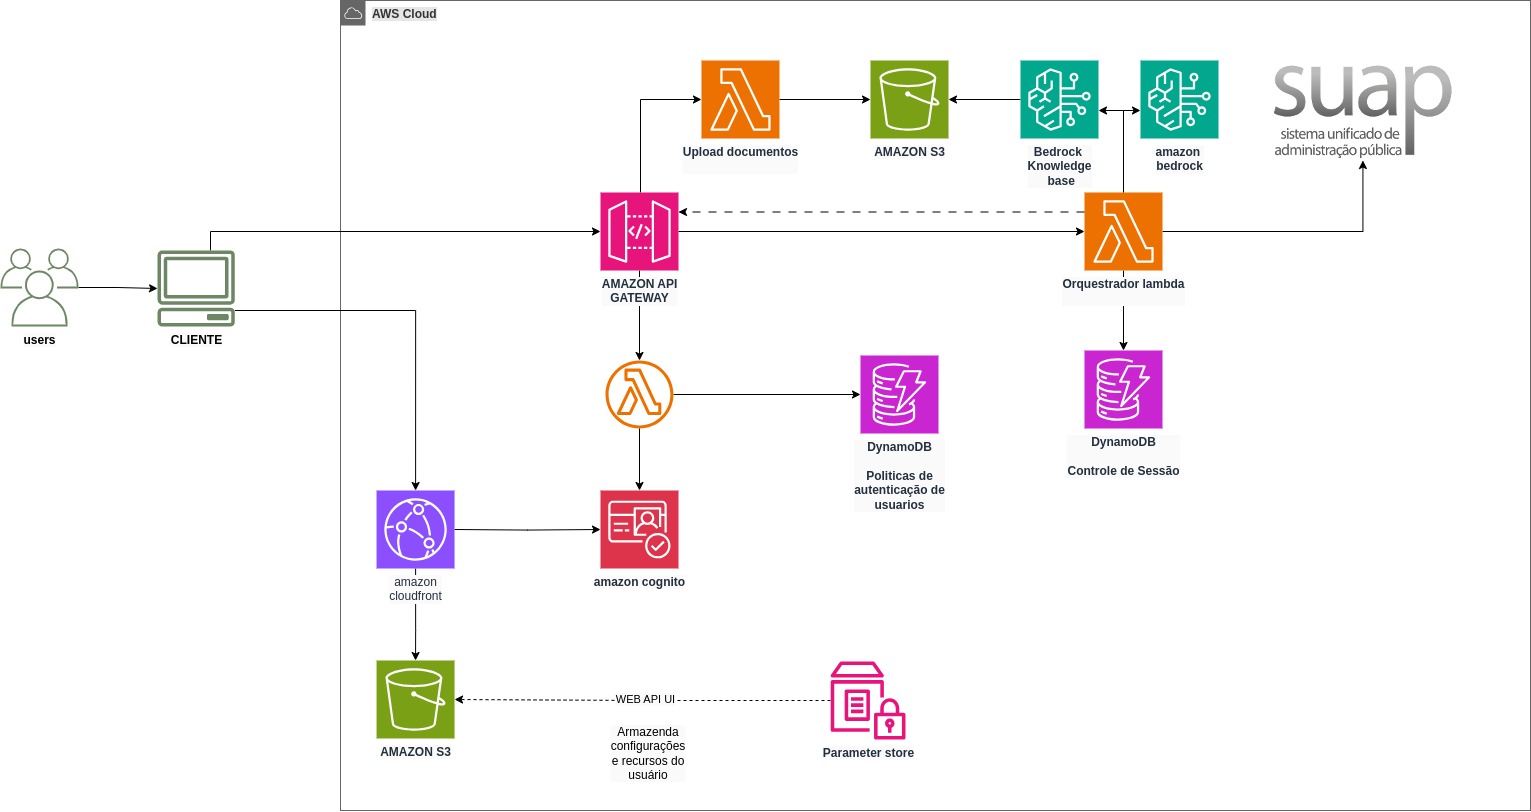 AWS Cloud
Upload documentos
AMAZON S3
Bedrock
Knowledge
base
amazon
bedrock
suap
sistema unificado de
administração pública
</>
AMAZON API
GATEWAY
Orquestrador lambda
users
CLIENTE
DynamoDB
Politicas de
autenticação de
usuarios
DynamoDB
Controle de Sessão
amazon
cloudfront
amazon cognito
AMAZON S3
WEB API UI
Armazenda
configurações
e recursos do
usuário
Parameter store